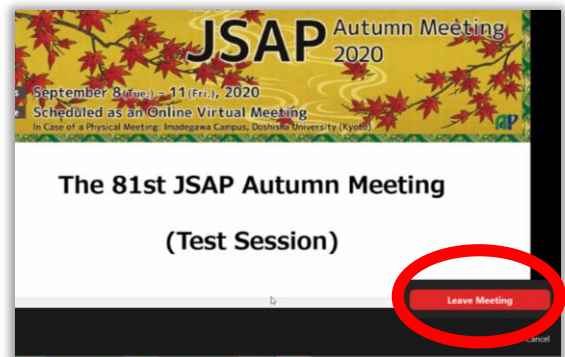 JSAP Autumn Meeting
2020
September 8(Tue.) – 11(Fri.), 2020
Scheduled as an Online Virtual Meeting
In Case of a Physical Meeting: Imadegawa Campus, Doshisha University (Kyoto)
The 81st JSAP Autumn Meeting
(Test Session)
Leave Meeting
Cancel